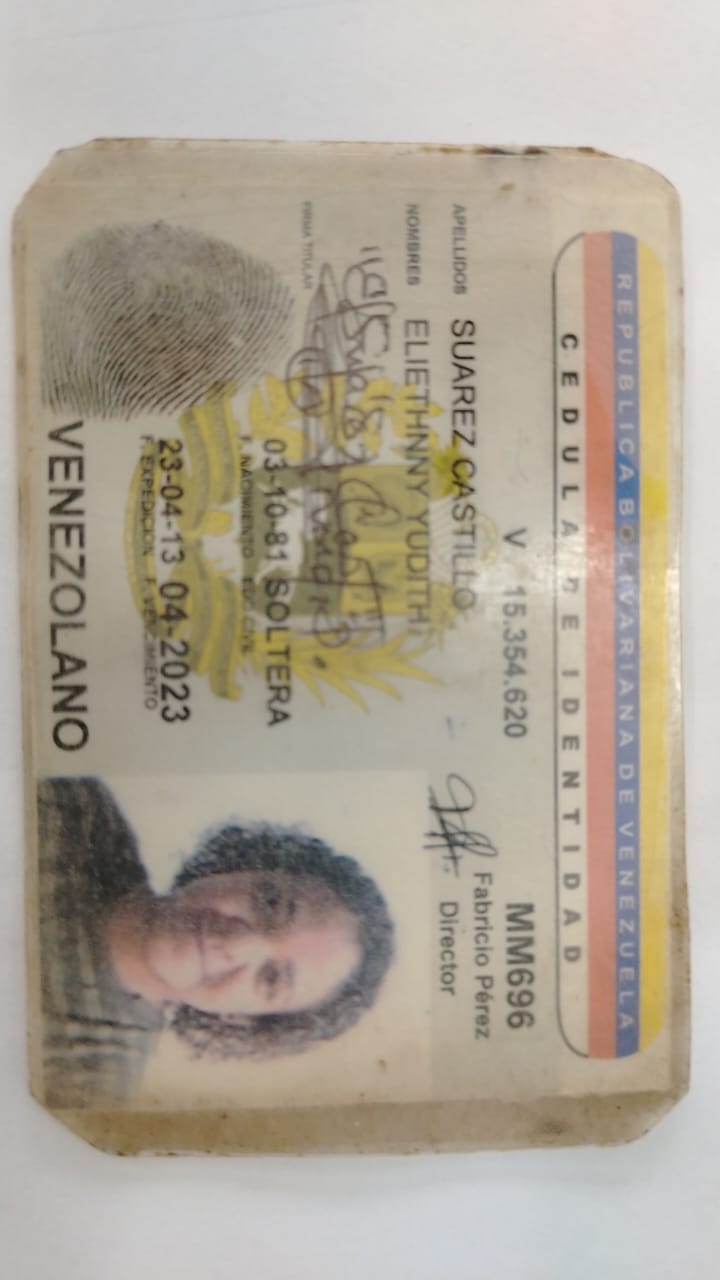 REPUBLICA BOLIVARIANA DE VENEZUELA
CEDULA DE IDENTIDAD
V 15.354.620 MM696
APELLIDOS SUAREZ CASTILLO
Fabricio Pérez
Director
NOMBRES ELIETHNNY YUDITH
FIRMA TITULAR
03-10-81 SOLTERA
F. NACIMIENTO EDO.CIVIL
23-04-13 04-2023
F. EXPEDICION F. VENCIMIENTO
VENEZOLANO